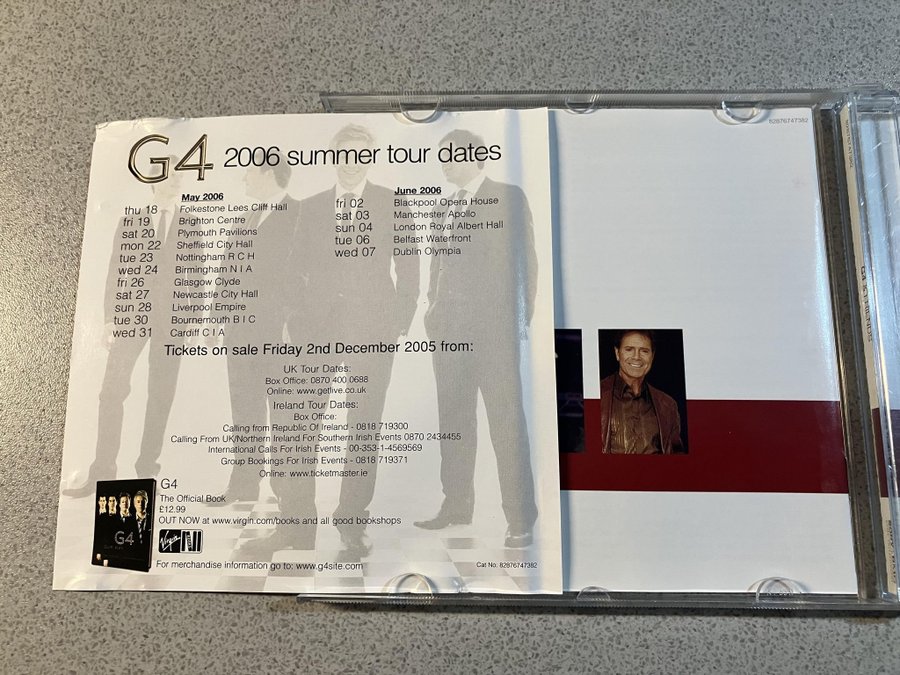 G4 2006 summer tour dates
May 2006
thu 18 Folkestone Lees Cliff Hall
fri 19 Brighton Centre
sat 20 Plymouth Pavilions
mon 22 Sheffield City Hall
tue 23 Nottingham R C H
wed 24 Birmingham N I A
fri 26 Glasgow Clyde
sat 27 Newcastle City Hall
sun 28 Liverpool Empire
tue 30 Bournemouth B I C
wed 31 Cardiff C I A
June 2006
fri 02 Blackpool Opera House
sat 03 Manchester Apollo
sun 04 London Royal Albert Hall
tue 06 Belfast Waterfront
wed 07 Dublin Olympia
Tickets on sale Friday 2nd December 2005 from:
UK Tour Dates:
Box Office: 0870 400 0688
Online: www.getlive.co.uk
Ireland Tour Dates:
Box Office:
Calling from Republic Of Ireland - 0818 719300
Calling From UK/Northern Ireland For Southern Irish Events 0870 2434455
International Calls For Irish Events - 00-353-1-4569569
Group Bookings For Irish Events - 0818 719371
Online: www.ticketmaster.ie
G4
The Official Book
£12.99
OUT NOW at www.virgin.com/books and all good bookshops
G4
Virgin
For merchandise information go to: www.g4site.com
Cat No: 82876747382
82876747382